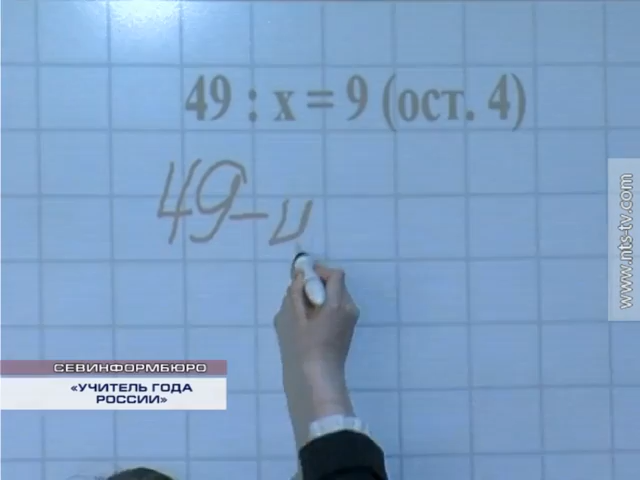 49 : x = 9 (ост. 4)
49 - 4
www.nts-tv.com
СЕВИНФОРМБЮРО
«УЧИТЕЛЬ ГОДА
РОССИИ»